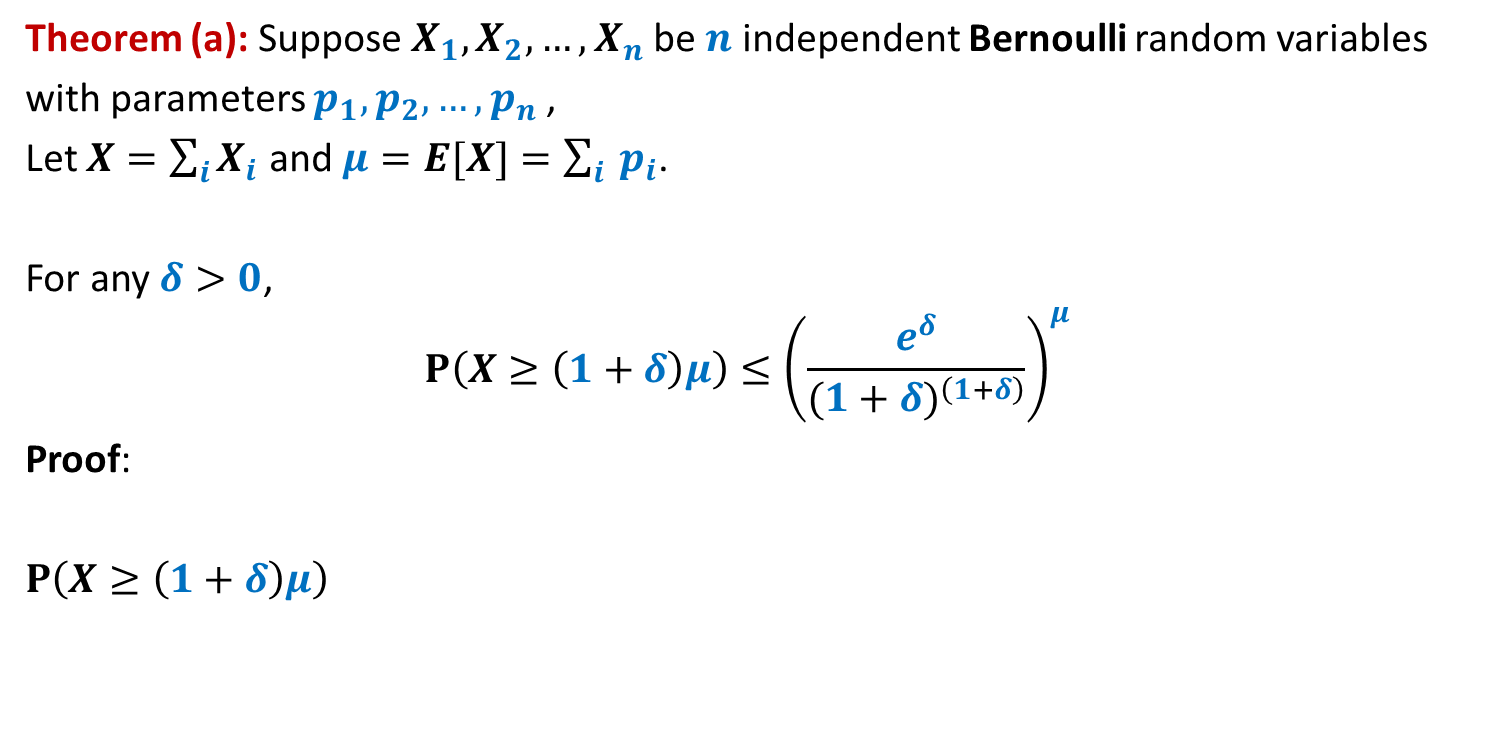 Theorem (a): Suppose X₁, X₂, …, Xₙ be n independent Bernoulli random variables
with parameters p₁, p₂, …, pₙ ,
Let X = ∑ᵢ Xᵢ and μ = E[X] = ∑ᵢ pᵢ.
For any δ > 0,
P(X ≥ (1 + δ)μ) ≤ (e^δ / (1 + δ)^(1+δ))^μ
Proof:
P(X ≥ (1 + δ)μ)